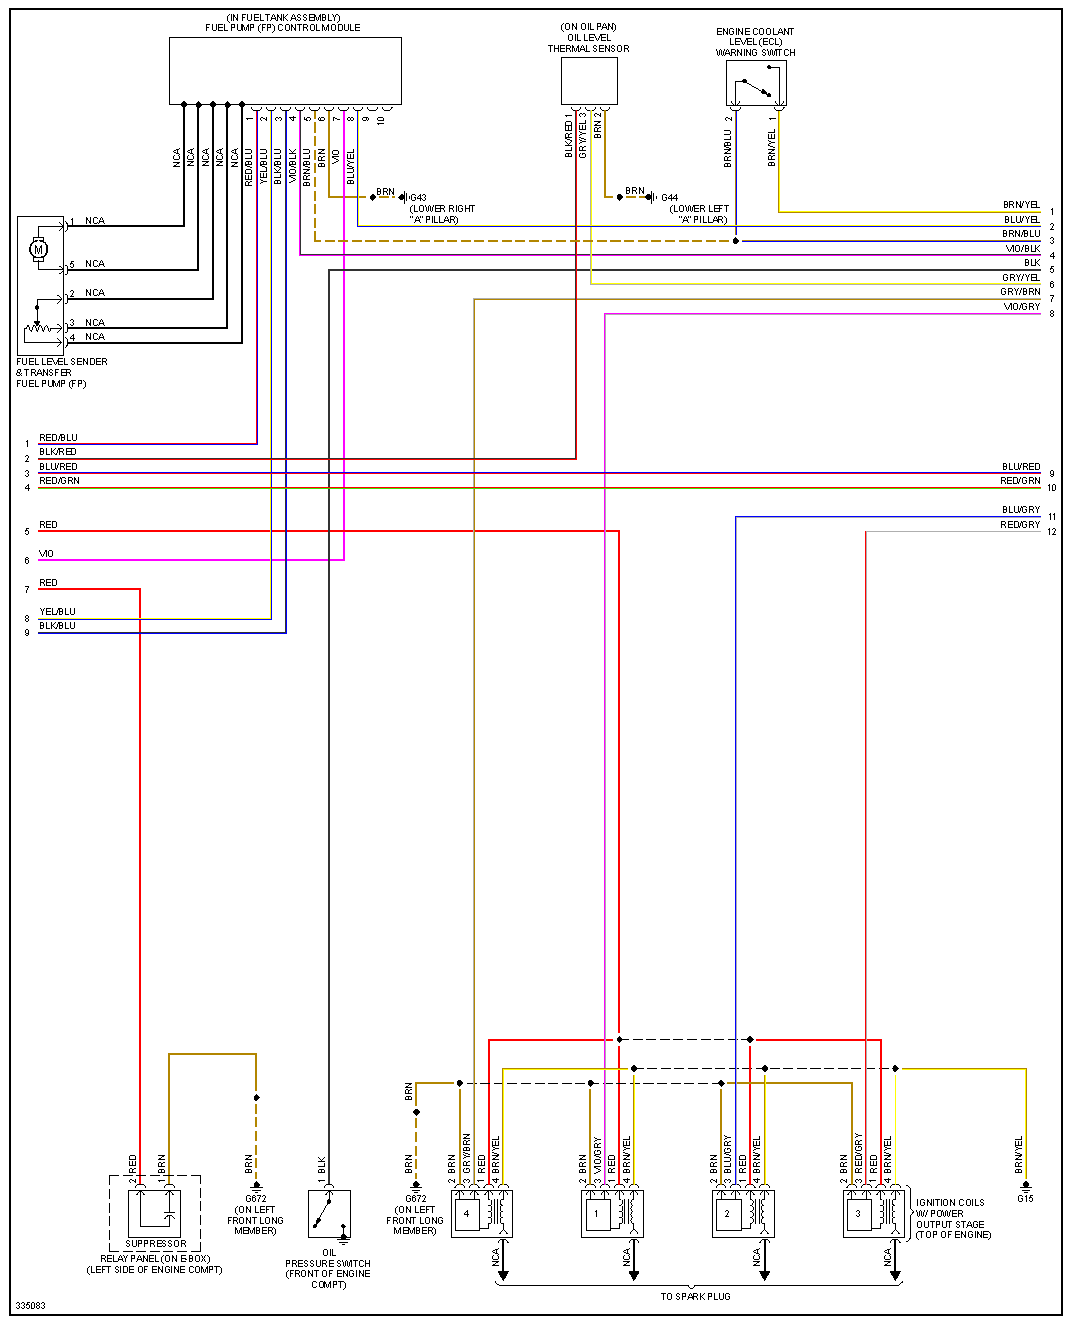 (IN FUEL TANK ASSEMBLY)
FUEL PUMP (FP) CONTROL MODULE
(ON OIL PAN)
OIL LEVEL
THERMAL SENSOR
ENGINE COOLANT
LEVEL (ECL)
WARNING SWITCH
NCA
NCA
NCA
NCA
NCA
RED/BLU 1
YEL/BLU 2
BLK/BLU 3
VIO/BLK 4
BRN/BLU 5
BRN 6
VIO 7
BLU/YEL 8
9
10
BLK/RED 1
GRY/YEL 3
BRN 2
BRN/BLU 2
BRN/YEL 1
BRN
G43
(LOWER RIGHT
"A" PILLAR)
BRN
G44
(LOWER LEFT
"A" PILLAR)
1 NCA
M
5 NCA
2 NCA
3 NCA
4 NCA
FUEL LEVEL SENDER
& TRANSFER
FUEL PUMP (FP)
BRN/YEL 1
BLU/YEL 2
BRN/BLU 3
VIO/BLK 4
BLK 5
GRY/YEL 6
GRY/BRN 7
VIO/GRY 8
1 RED/BLU
2 BLK/RED
3 BLU/RED
4 RED/GRN
5 RED
6 VIO
7 RED
8 YEL/BLU
9 BLK/BLU
BLU/RED 9
RED/GRN 10
BLU/GRY 11
RED/GRY 12
2 RED
1 BRN
BRN
G672
(ON LEFT
FRONT LONG
MEMBER)
SUPPRESSOR
RELAY PANEL (ON E-BOX)
(LEFT SIDE OF ENGINE COMPT)
1 BLK
OIL
PRESSURE SWITCH
(FRONT OF ENGINE
COMPT)
BRN
BRN
G672
(ON LEFT
FRONT LONG
MEMBER)
2 BRN
3 GRY/BRN
1 RED
4 BRN/YEL
4
NCA
2 BRN
3 VIO/GRY
1 RED
4 BRN/YEL
1
NCA
2 BRN
3 BLU/GRY
1 RED
4 BRN/YEL
2
NCA
2 BRN
3 RED/GRY
1 RED
4 BRN/YEL
3
NCA
IGNITION COILS
W/ POWER
OUTPUT STAGE
(TOP OF ENGINE)
BRN/YEL
G15
TO SPARK PLUG
335083